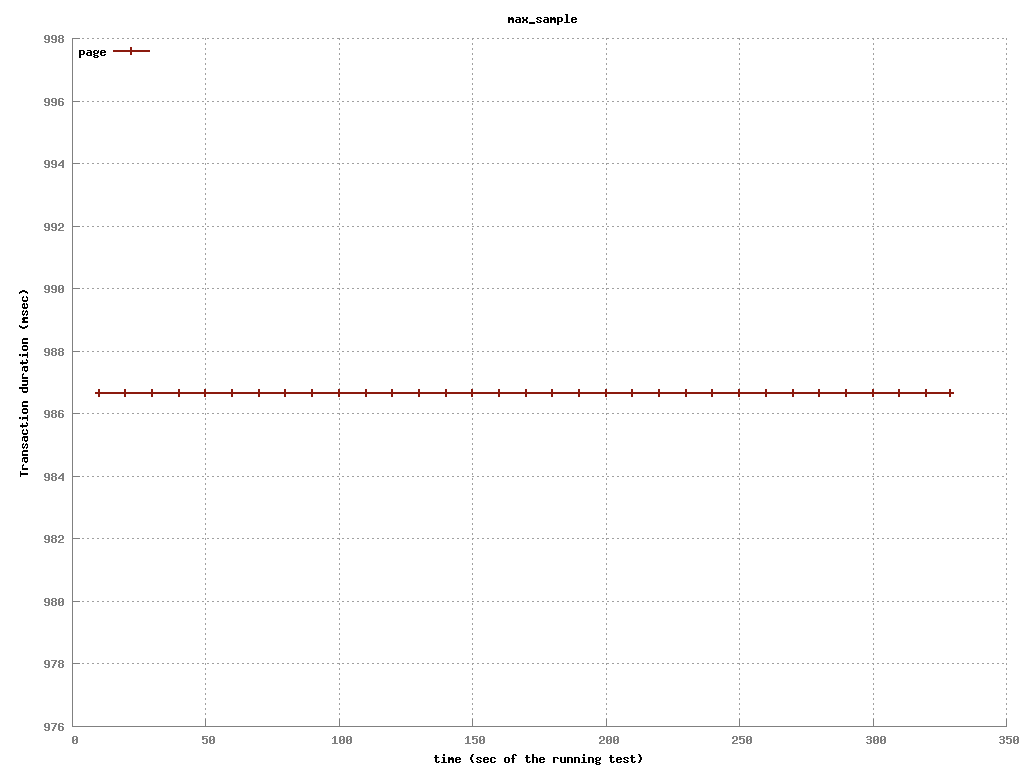 max_sample
page
998
996
994
992
990
988
986
984
982
980
978
976
Transaction duration (msec)
0 50 100 150 200 250 300 350
time (sec of the running test)